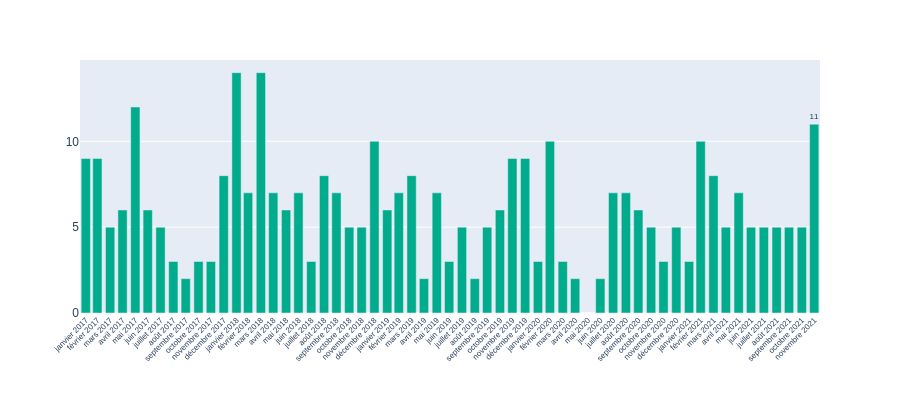 11
10
5
0
janvier 2017
février 2017
mars 2017
avril 2017
mai 2017
juin 2017
juillet 2017
août 2017
septembre 2017
octobre 2017
novembre 2017
décembre 2017
janvier 2018
février 2018
mars 2018
avril 2018
mai 2018
juin 2018
juillet 2018
août 2018
septembre 2018
octobre 2018
novembre 2018
décembre 2018
janvier 2019
février 2019
mars 2019
avril 2019
mai 2019
juin 2019
juillet 2019
août 2019
septembre 2019
octobre 2019
novembre 2019
décembre 2019
janvier 2020
février 2020
mars 2020
avril 2020
mai 2020
juin 2020
juillet 2020
août 2020
septembre 2020
octobre 2020
novembre 2020
décembre 2020
janvier 2021
février 2021
mars 2021
avril 2021
mai 2021
juin 2021
juillet 2021
août 2021
septembre 2021
octobre 2021
novembre 2021